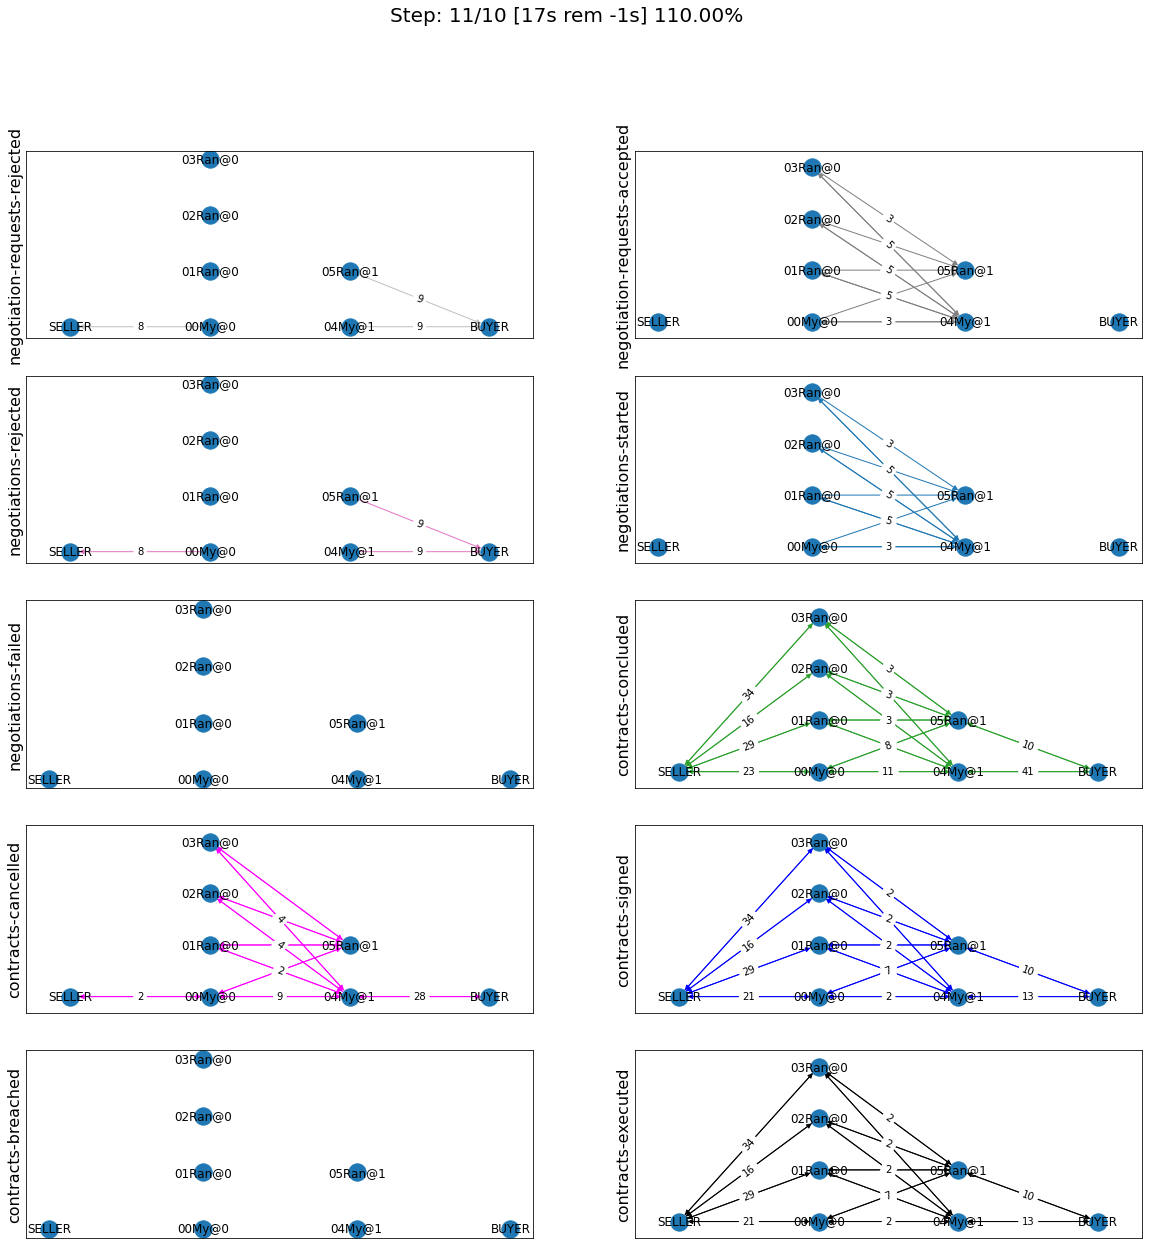 Step: 11/10 [17s rem -1s] 110.00%
negotiation-requests-rejected
03Ran@0
02Ran@0
01Ran@0
05Ran@1
9
SELLER
8
00My@0
04My@1
9
BUYER
negotiation-requests-accepted
03Ran@0
3
02Ran@0
5
01Ran@0
5
05Ran@1
5
SELLER
00My@0
3
04My@1
BUYER
negotiations-rejected
03Ran@0
02Ran@0
01Ran@0
05Ran@1
9
SELLER
8
00My@0
04My@1
9
BUYER
negotiations-started
03Ran@0
3
02Ran@0
5
01Ran@0
5
05Ran@1
5
SELLER
00My@0
3
04My@1
BUYER
negotiations-failed
03Ran@0
02Ran@0
01Ran@0
05Ran@1
SELLER
00My@0
04My@1
BUYER
contracts-concluded
03Ran@0
34
3
02Ran@0
16
3
01Ran@0
3
05Ran@1
29
8
10
SELLER
23
00My@0
11
04My@1
41
BUYER
contracts-cancelled
03Ran@0
02Ran@0
4
01Ran@0
4
05Ran@1
2
SELLER
2
00My@0
9
04My@1
28
BUYER
contracts-signed
03Ran@0
34
2
02Ran@0
16
2
01Ran@0
2
05Ran@1
29
7
10
SELLER
21
00My@0
2
04My@1
13
BUYER
contracts-breached
03Ran@0
02Ran@0
01Ran@0
05Ran@1
SELLER
00My@0
04My@1
BUYER
contracts-executed
03Ran@0
34
2
02Ran@0
16
2
01Ran@0
2
05Ran@1
29
7
10
SELLER
21
00My@0
2
04My@1
13
BUYER